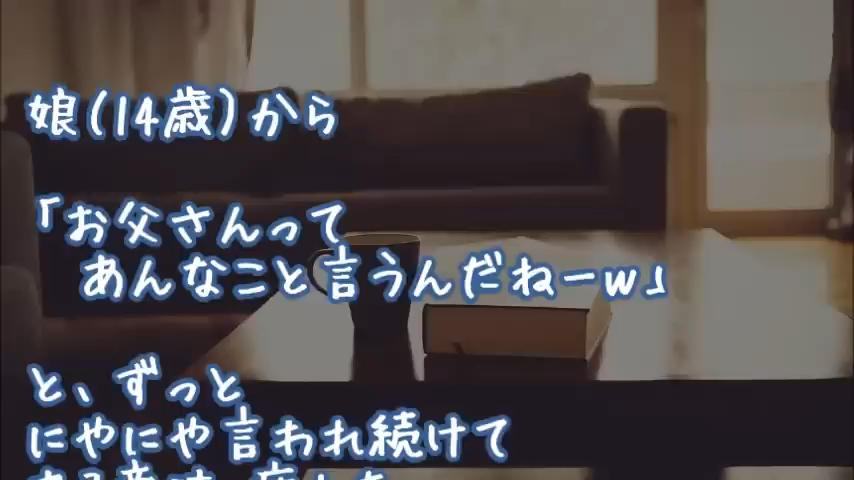 娘(14歳)から
「お父さんって
あんなこと言うんだねーw」
と、ずっと
にやにや言われ続けて